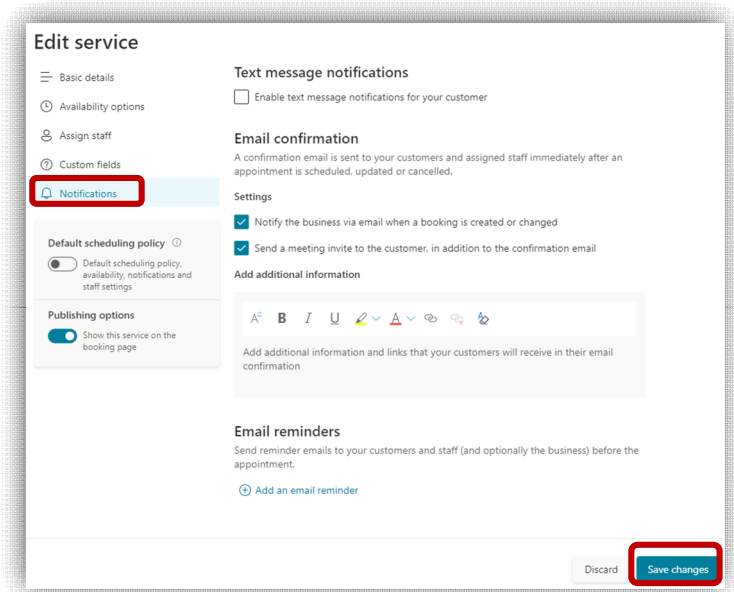 Edit service
Basic details
Availability options
Assign staff
Custom fields
Notifications
Default scheduling policy
Default scheduling policy,
availability, notifications and
staff settings
Publishing options
Show this service on the
booking page
Text message notifications
Enable text message notifications for your customer
Email confirmation
A confirmation email is sent to your customers and assigned staff immediately after an
appointment is scheduled, updated or cancelled.
Settings
Notify the business via email when a booking is created or changed
Send a meeting invite to the customer, in addition to the confirmation email
Add additional information
B I U A
Add additional information and links that your customers will receive in their email
confirmation
Email reminders
Send reminder emails to your customers and staff (and optionally the business) before the
appointment.
Add an email reminder
Discard
Save changes